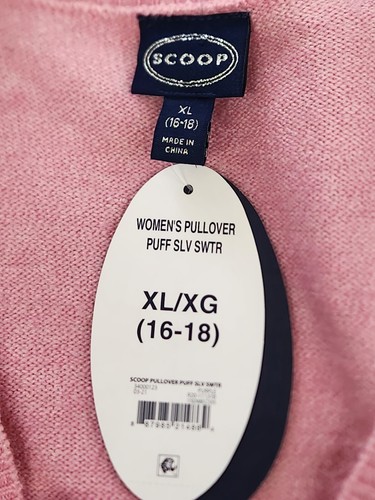 SCOOP
XL
(16-18)
MADE IN
CHINA
WOMEN'S PULLOVER
PUFF SLV SWTR
XL/XG
(16-18)
SCOOP PULLOVER PUFF SLV SWTR